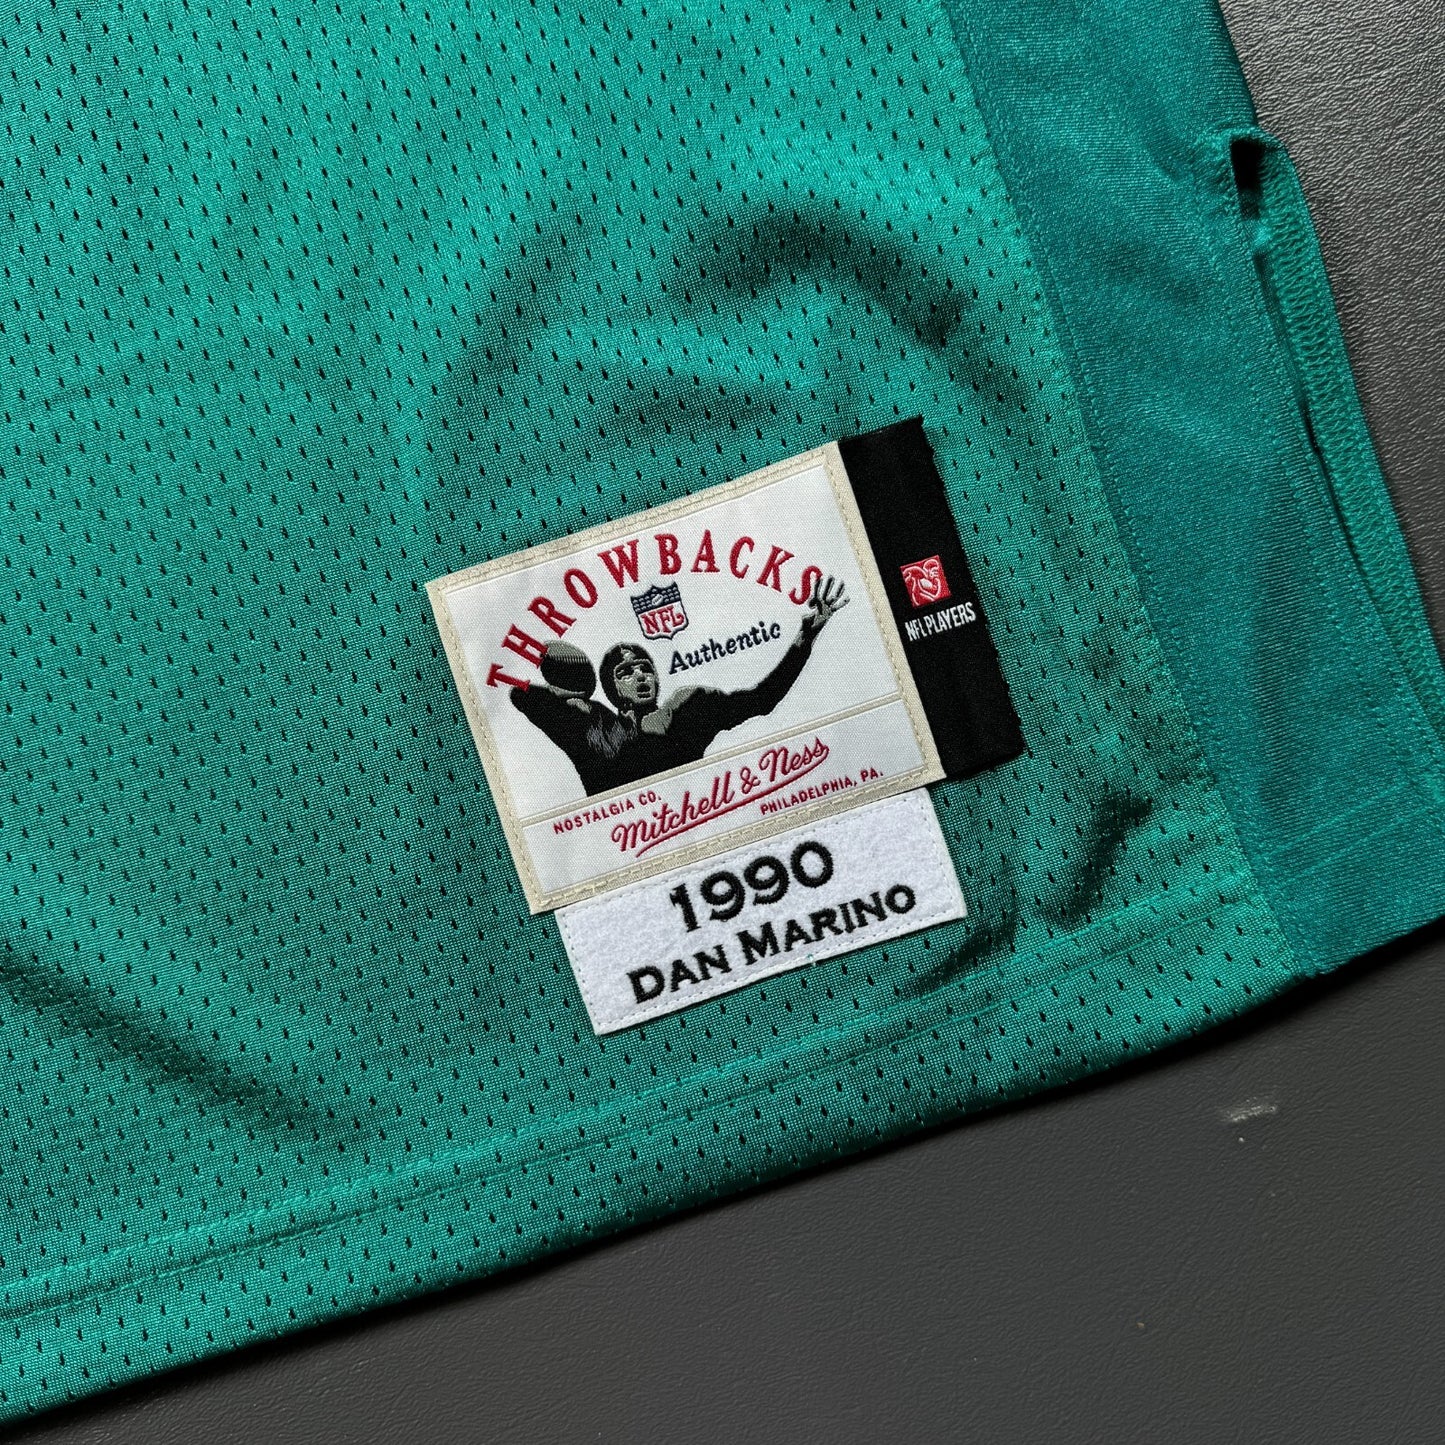 THROWBACKS
NFL
Authentic
NFL PLAYERS
NOSTALGIA CO.
Mitchell & Ness
PHILADELPHIA, PA.
1990
DAN MARINO